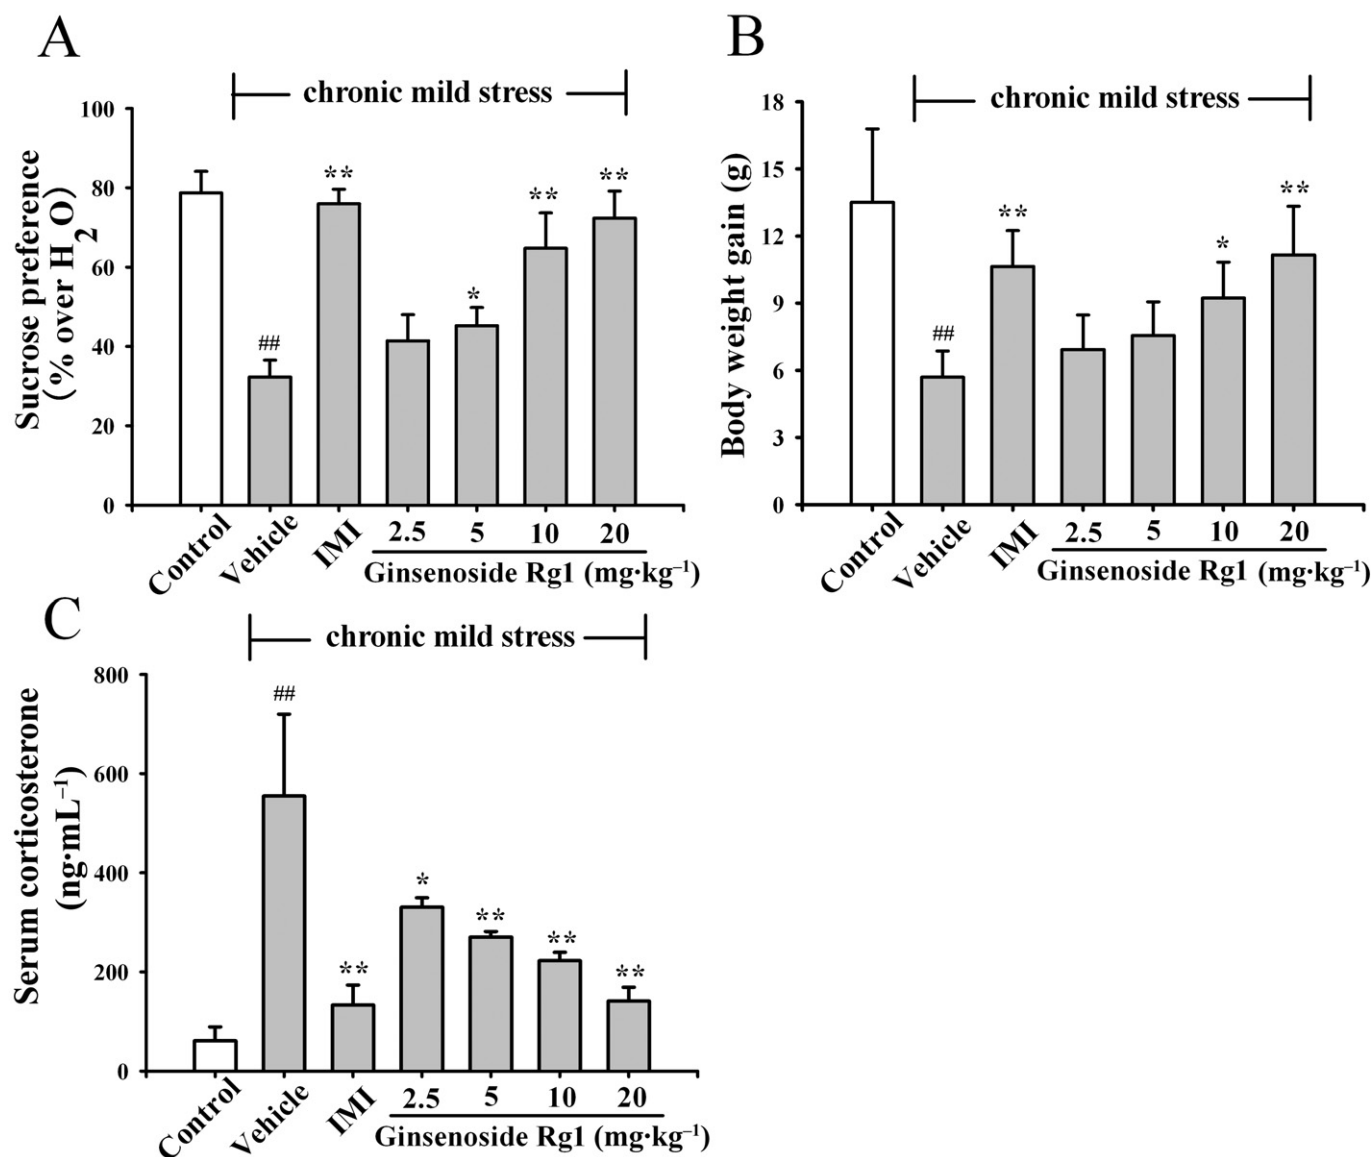 A
chronic mild stress
Sucrose preference
(% over H2O)
100
80
60
40
20
0
**
**
**
*
##
Control
Vehicle
IMI
2.5
5
10
20
Ginsenoside Rg1 (mg·kg⁻¹)
B
chronic mild stress
Body weight gain (g)
18
15
12
9
6
3
0
**
**
*
##
Control
Vehicle
IMI
2.5
5
10
20
Ginsenoside Rg1 (mg·kg⁻¹)
C
chronic mild stress
Serum corticosterone
(ng·mL⁻¹)
800
600
400
200
0
##
*
**
**
**
**
Control
Vehicle
IMI
2.5
5
10
20
Ginsenoside Rg1 (mg·kg⁻¹)